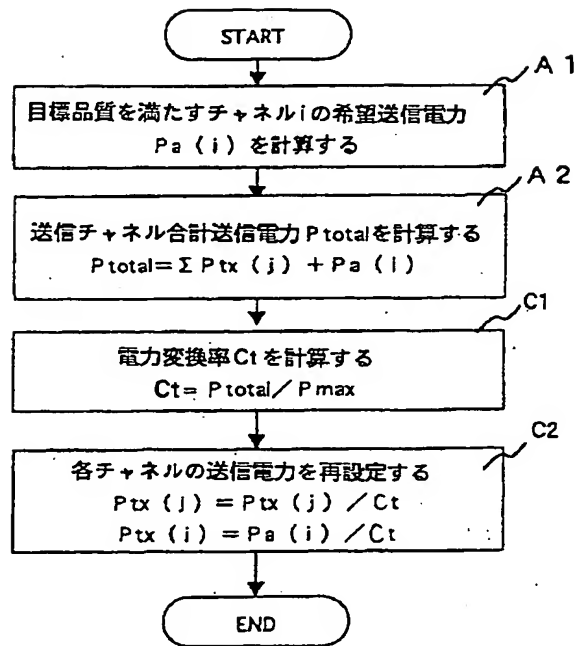 START
A 1
目標品質を満たすチャネルiの希望送信電力
Pa (i) を計算する
A 2
送信チャネル合計送信電力Ptotalを計算する
Ptotal=Σ Ptx (j) + Pa (i)
C1
電力変換率Ctを計算する
Ct= Ptotal/ Pmax
C2
各チャネルの送信電力を再設定する
Ptx (j) = Ptx (j) / Ct
Ptx (i) = Pa (i) / Ct
END